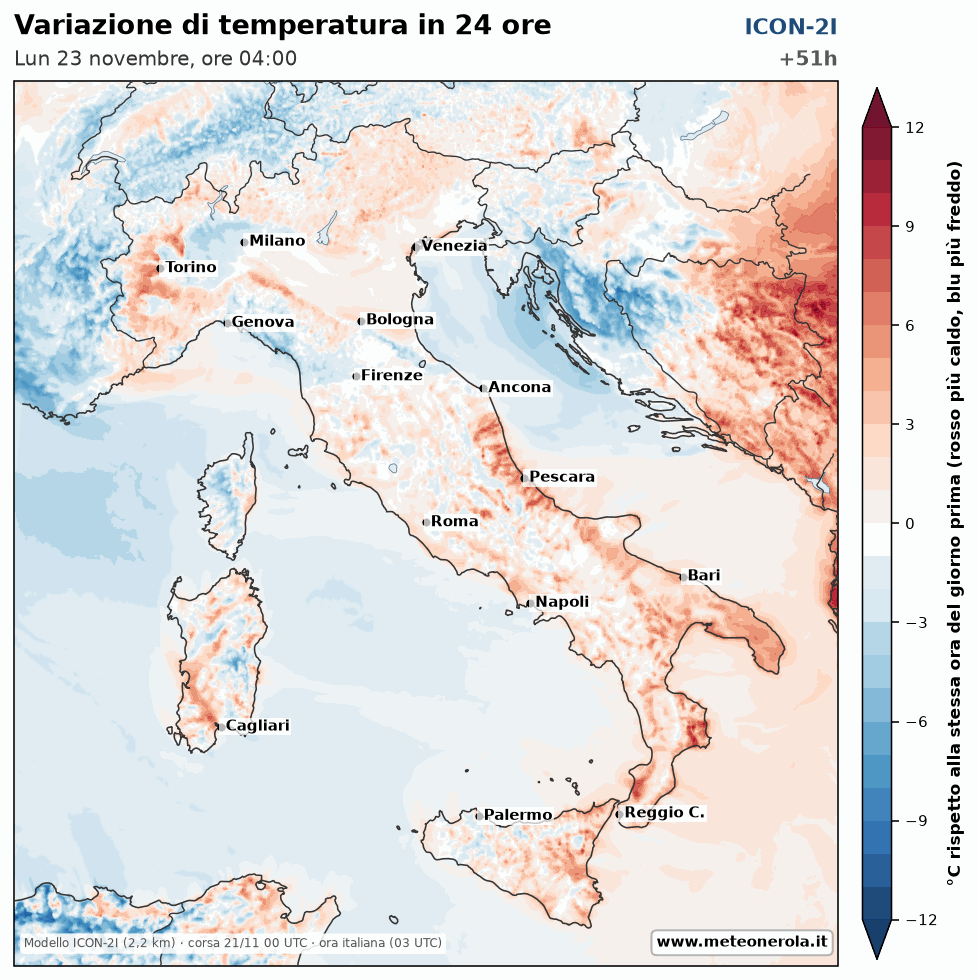 Variazione di temperatura in 24 ore
ICON-2I
Lun 23 novembre, ore 04:00
+51h
Milano
Venezia
Torino
Genova
Bologna
Firenze
Ancona
Pescara
Roma
Bari
Napoli
Cagliari
Palermo
Reggio C.
Modello ICON-2I (2,2 km) · corsa 21/11 00 UTC · ora italiana (03 UTC)
www.meteonerola.it
12
9
6
3
0
−3
−6
−9
−12
°C rispetto alla stessa ora del giorno prima (rosso più caldo, blu più freddo)